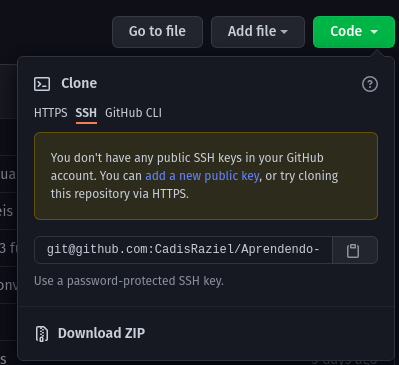 Go to file Add file Code
Clone
HTTPS SSH GitHub CLI
You don't have any public SSH keys in your GitHub
account. You can add a new public key, or try cloning
this repository via HTTPS.
git@github.com:CadisRaziel/Aprendendo-
Use a password-protected SSH key.
Download ZIP